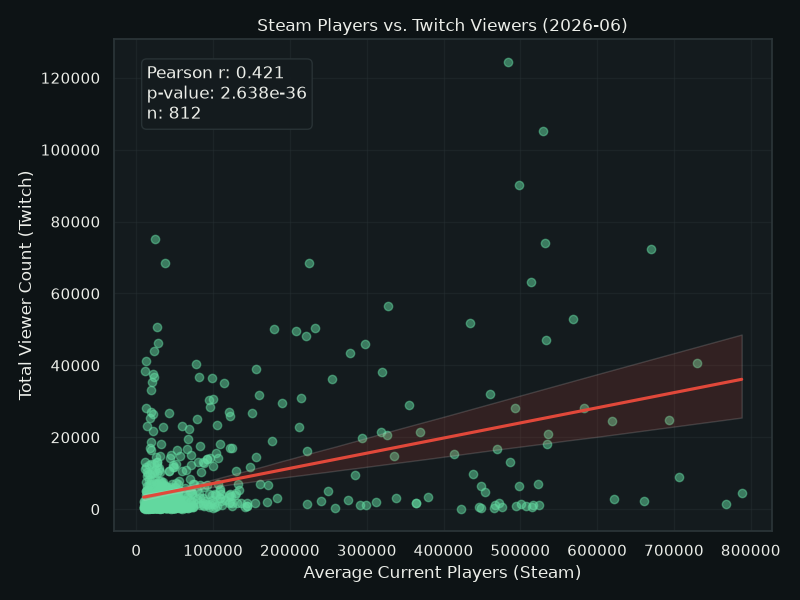 Steam Players vs. Twitch Viewers (2026-06)
Pearson r: 0.421
p-value: 2.638e-36
n: 812
Total Viewer Count (Twitch)
120000
100000
80000
60000
40000
20000
0
0 100000 200000 300000 400000 500000 600000 700000 800000
Average Current Players (Steam)